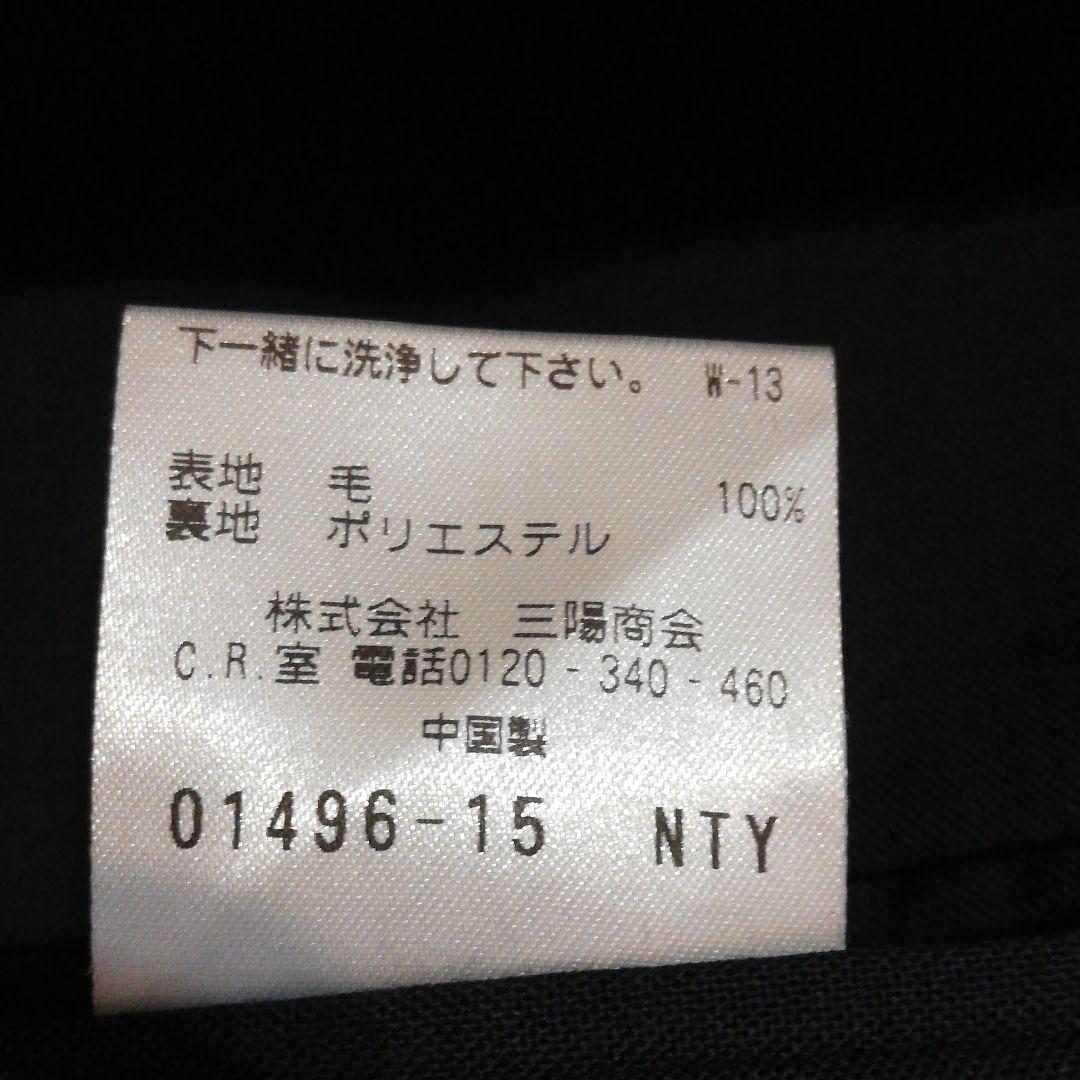 下一緒に洗浄して下さい。 W-13
表地 毛 100%
裏地 ポリエステル
株式会社 三陽商会
C.R.室 電話0120-340-460
中国製
01496-15 NTY